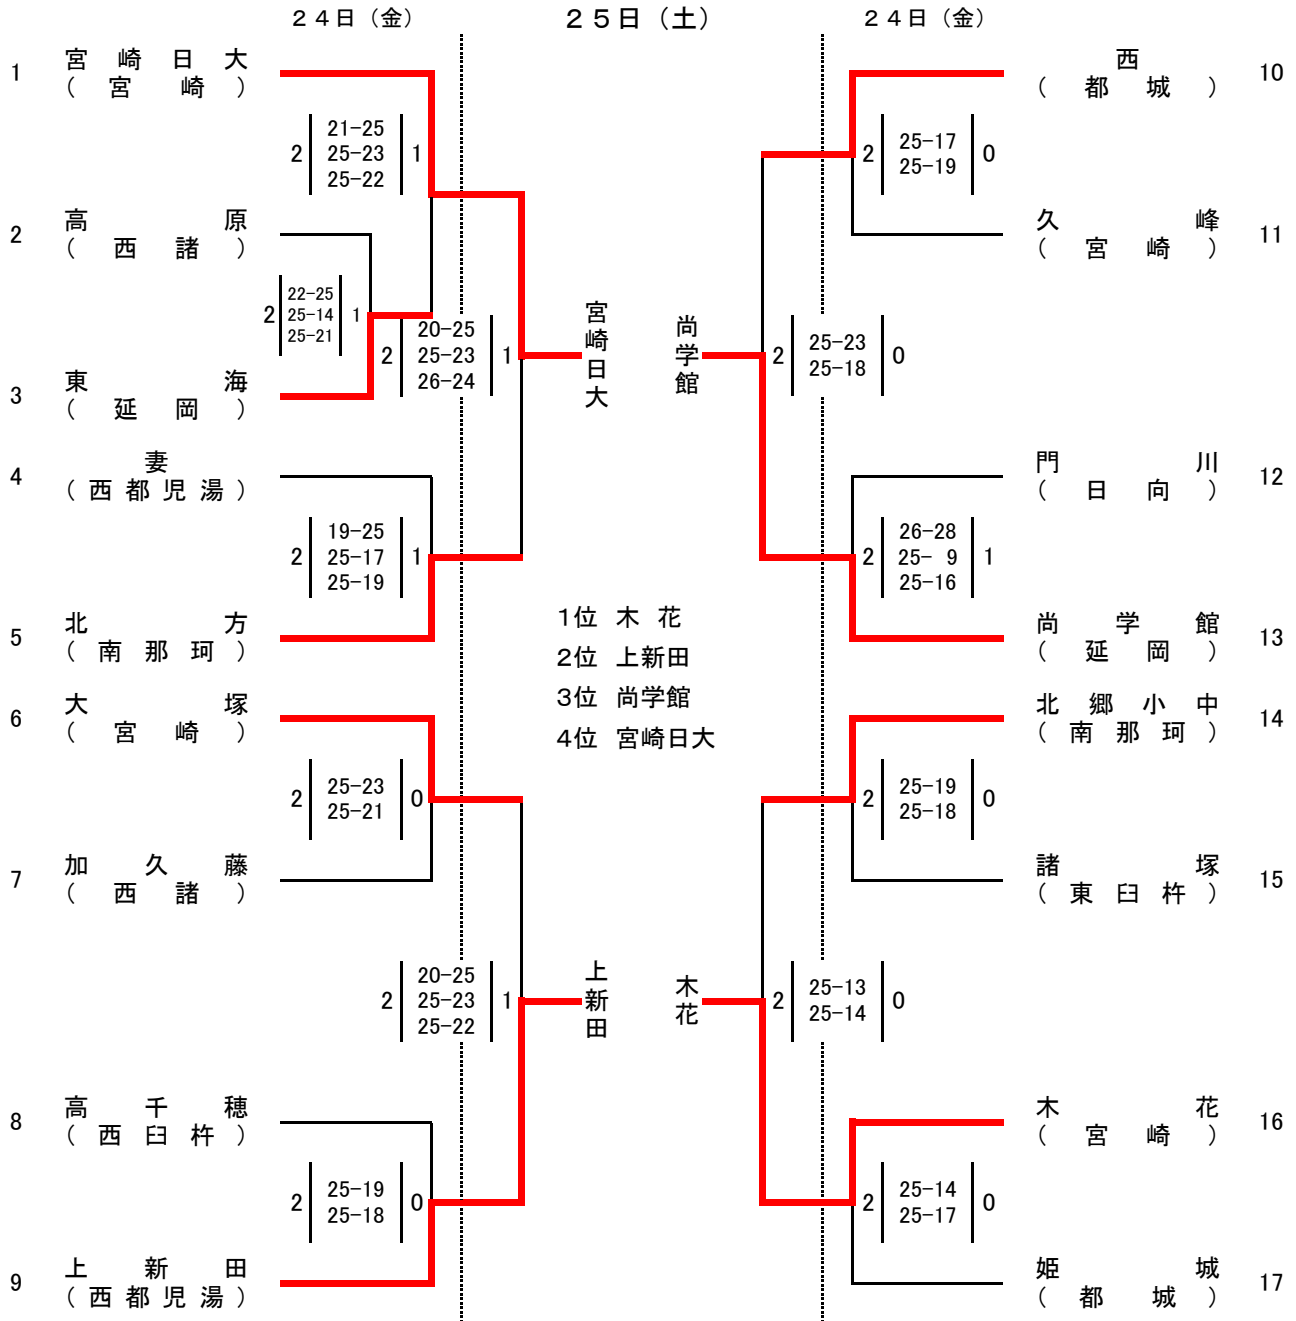 24日（金）
25日（土）
24日（金）
1
宮崎日大
（宮崎）
2
21-25
25-23
25-22
1
2
高原
（西諸）
2
22-25
25-14
25-21
1
3
東海
（延岡）
2
20-25
25-23
26-24
1
宮崎日大
4
妻
（西都児湯）
2
19-25
25-17
25-19
1
5
北方
（南那珂）
6
大塚
（宮崎）
2
25-23
25-21
0
7
加久藤
（西諸）
2
20-25
25-23
25-22
1
上新田
8
高千穂
（西臼杵）
2
25-19
25-18
0
9
上新田
（西都児湯）
1位 木 花
2位 上新田
3位 尚学館
4位 宮崎日大
西
（都城）
10
2
25-17
25-19
0
久峰
（宮崎）
11
尚学館
2
25-23
25-18
0
門川
（日向）
12
2
26-28
25- 9
25-16
1
尚学館
（延岡）
13
北郷小中
（南那珂）
14
2
25-19
25-18
0
諸塚
（東臼杵）
15
木花
2
25-13
25-14
0
木花
（宮崎）
16
2
25-14
25-17
0
姫城
（都城）
17